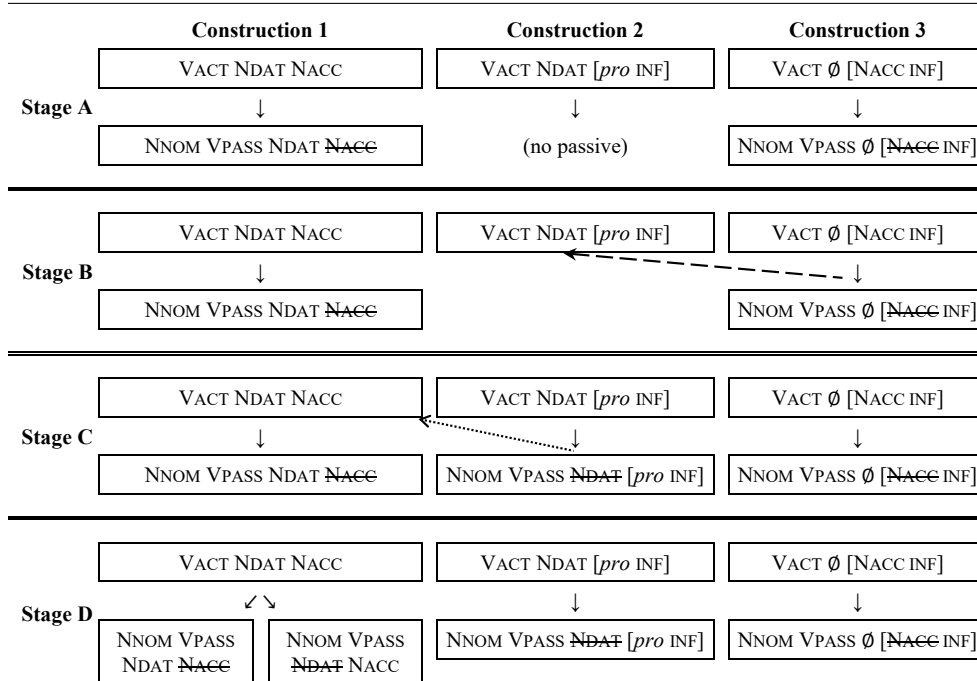 Construction 1 Construction 2 Construction 3
VACT NDAT NACC VACT NDAT [pro INF] VACT Ø [NACC INF]
Stage A ↓ ↓ ↓
NNOM VPASS NDAT NACC (no passive) NNOM VPASS Ø [NACC INF]
VACT NDAT NACC VACT NDAT [pro INF] VACT Ø [NACC INF]
Stage B ↓ ↓
NNOM VPASS NDAT NACC NNOM VPASS Ø [NACC INF]
VACT NDAT NACC VACT NDAT [pro INF] VACT Ø [NACC INF]
Stage C ↓ ↓ ↓
NNOM VPASS NDAT NACC NNOM VPASS NDAT [pro INF] NNOM VPASS Ø [NACC INF]
VACT NDAT NACC VACT NDAT [pro INF] VACT Ø [NACC INF]
Stage D ↙ ↘ ↓ ↓
NNOM VPASS NNOM VPASS NNOM VPASS NDAT [pro INF] NNOM VPASS Ø [NACC INF]
NDAT NACC NDAT NACC